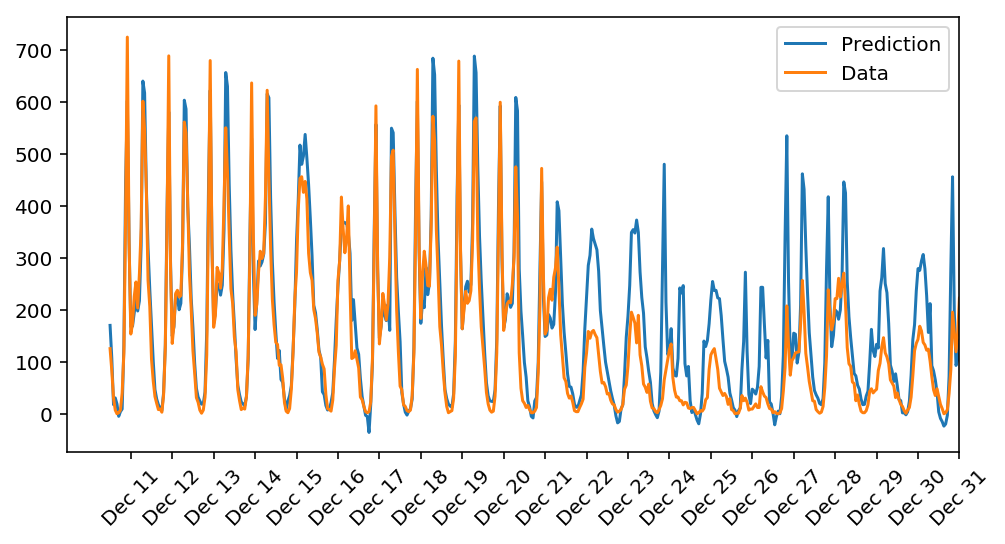 700
600
500
400
300
200
100
0
Prediction
Data
Dec 11
Dec 12
Dec 13
Dec 14
Dec 15
Dec 16
Dec 17
Dec 18
Dec 19
Dec 20
Dec 21
Dec 22
Dec 23
Dec 24
Dec 25
Dec 26
Dec 27
Dec 28
Dec 29
Dec 30
Dec 31